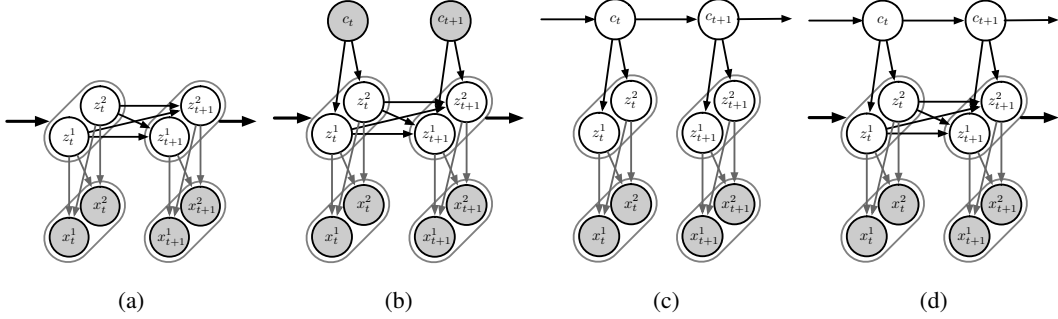 c_t c_{t+1} c_t c_{t+1} c_t c_{t+1}
z_t^2 z_{t+1}^2 z_t^2 z_{t+1}^2 z_t^2 z_{t+1}^2 z_t^2 z_{t+1}^2
z_t^1 z_{t+1}^1 z_t^1 z_{t+1}^1 z_t^1 z_{t+1}^1 z_t^1 z_{t+1}^1
x_t^2 x_{t+1}^2 x_t^2 x_{t+1}^2 x_t^2 x_{t+1}^2 x_t^2 x_{t+1}^2
x_t^1 x_{t+1}^1 x_t^1 x_{t+1}^1 x_t^1 x_{t+1}^1 x_t^1 x_{t+1}^1
(a) (b) (c) (d)